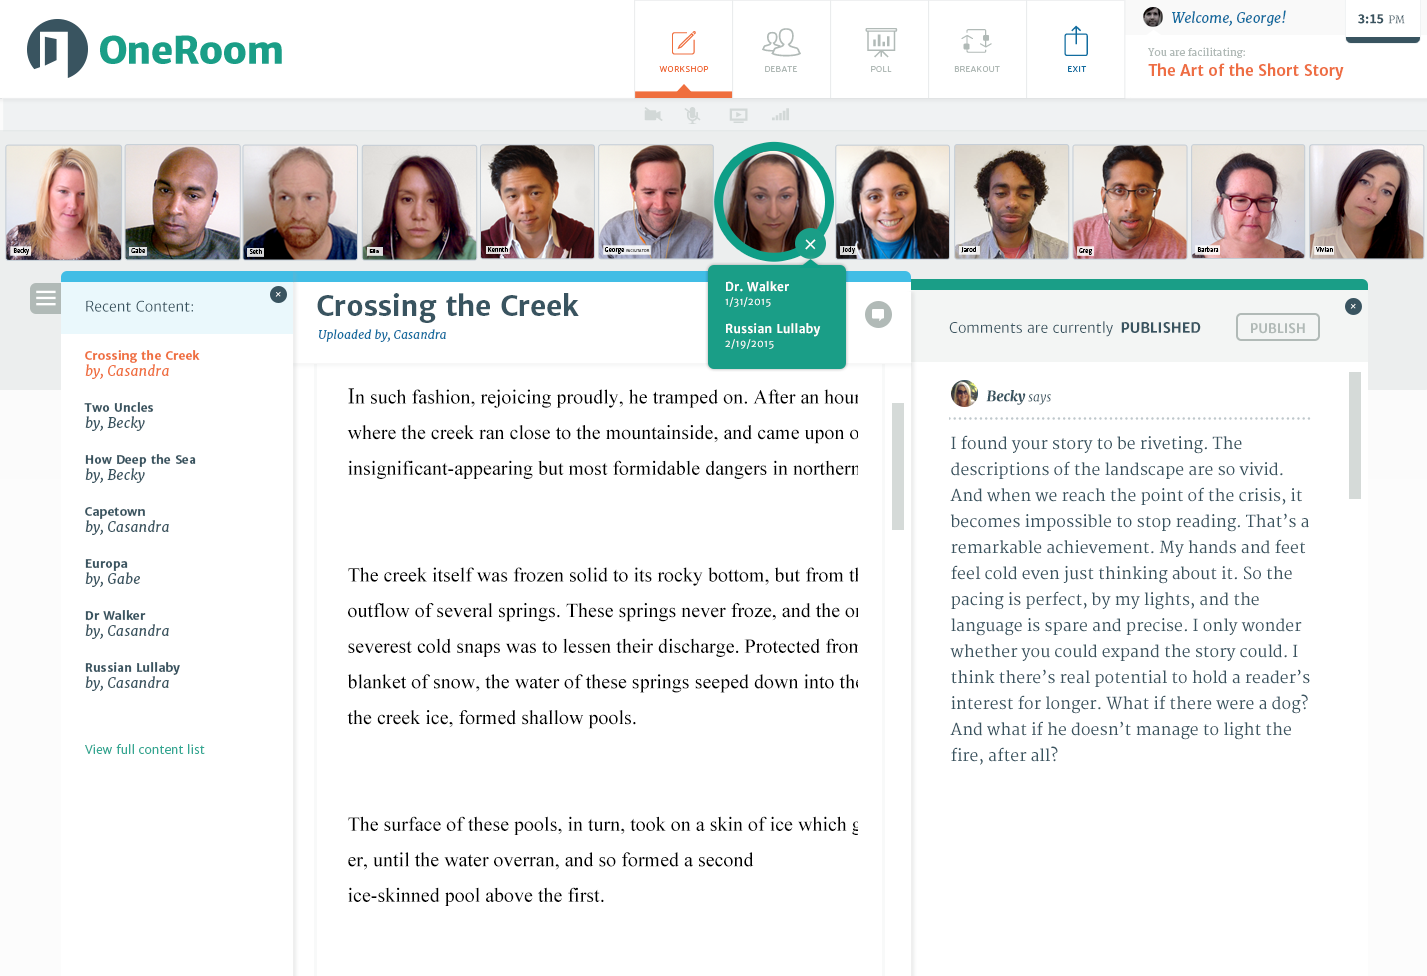 OneRoom
WORKSHOP
DEBATE
POLL
BREAKOUT
EXIT
Welcome, George!
3:15 PM
You are facilitating:
The Art of the Short Story
Becky
Gabe
Seth
Ella
Kennth
George FACILITATOR
Jody
Jarod
Greg
Barbara
Vivian
Dr. Walker
1/31/2015
Russian Lullaby
2/19/2015
Recent Content:
Crossing the Creek
by, Casandra
Two Uncles
by, Becky
How Deep the Sea
by, Becky
Capetown
by, Casandra
Europa
by, Gabe
Dr Walker
by, Casandra
Russian Lullaby
by, Casandra
View full content list
Crossing the Creek
Uploaded by, Casandra
In such fashion, rejoicing proudly, he tramped on. After an hour
where the creek ran close to the mountainside, and came upon o
insignificant-appearing but most formidable dangers in northern
The creek itself was frozen solid to its rocky bottom, but from th
outflow of several springs. These springs never froze, and the on
severest cold snaps was to lessen their discharge. Protected from
blanket of snow, the water of these springs seeped down into the
the creek ice, formed shallow pools.
The surface of these pools, in turn, took on a skin of ice which g
er, until the water overran, and so formed a second
ice-skinned pool above the first.
Comments are currently PUBLISHED
PUBLISH
Becky says
I found your story to be riveting. The
descriptions of the landscape are so vivid.
And when we reach the point of the crisis, it
becomes impossible to stop reading. That's a
remarkable achievement. My hands and feet
feel cold even just thinking about it. So the
pacing is perfect, by my lights, and the
language is spare and precise. I only wonder
whether you could expand the story could. I
think there's real potential to hold a reader's
interest for longer. What if there were a dog?
And what if he doesn't manage to light the
fire, after all?